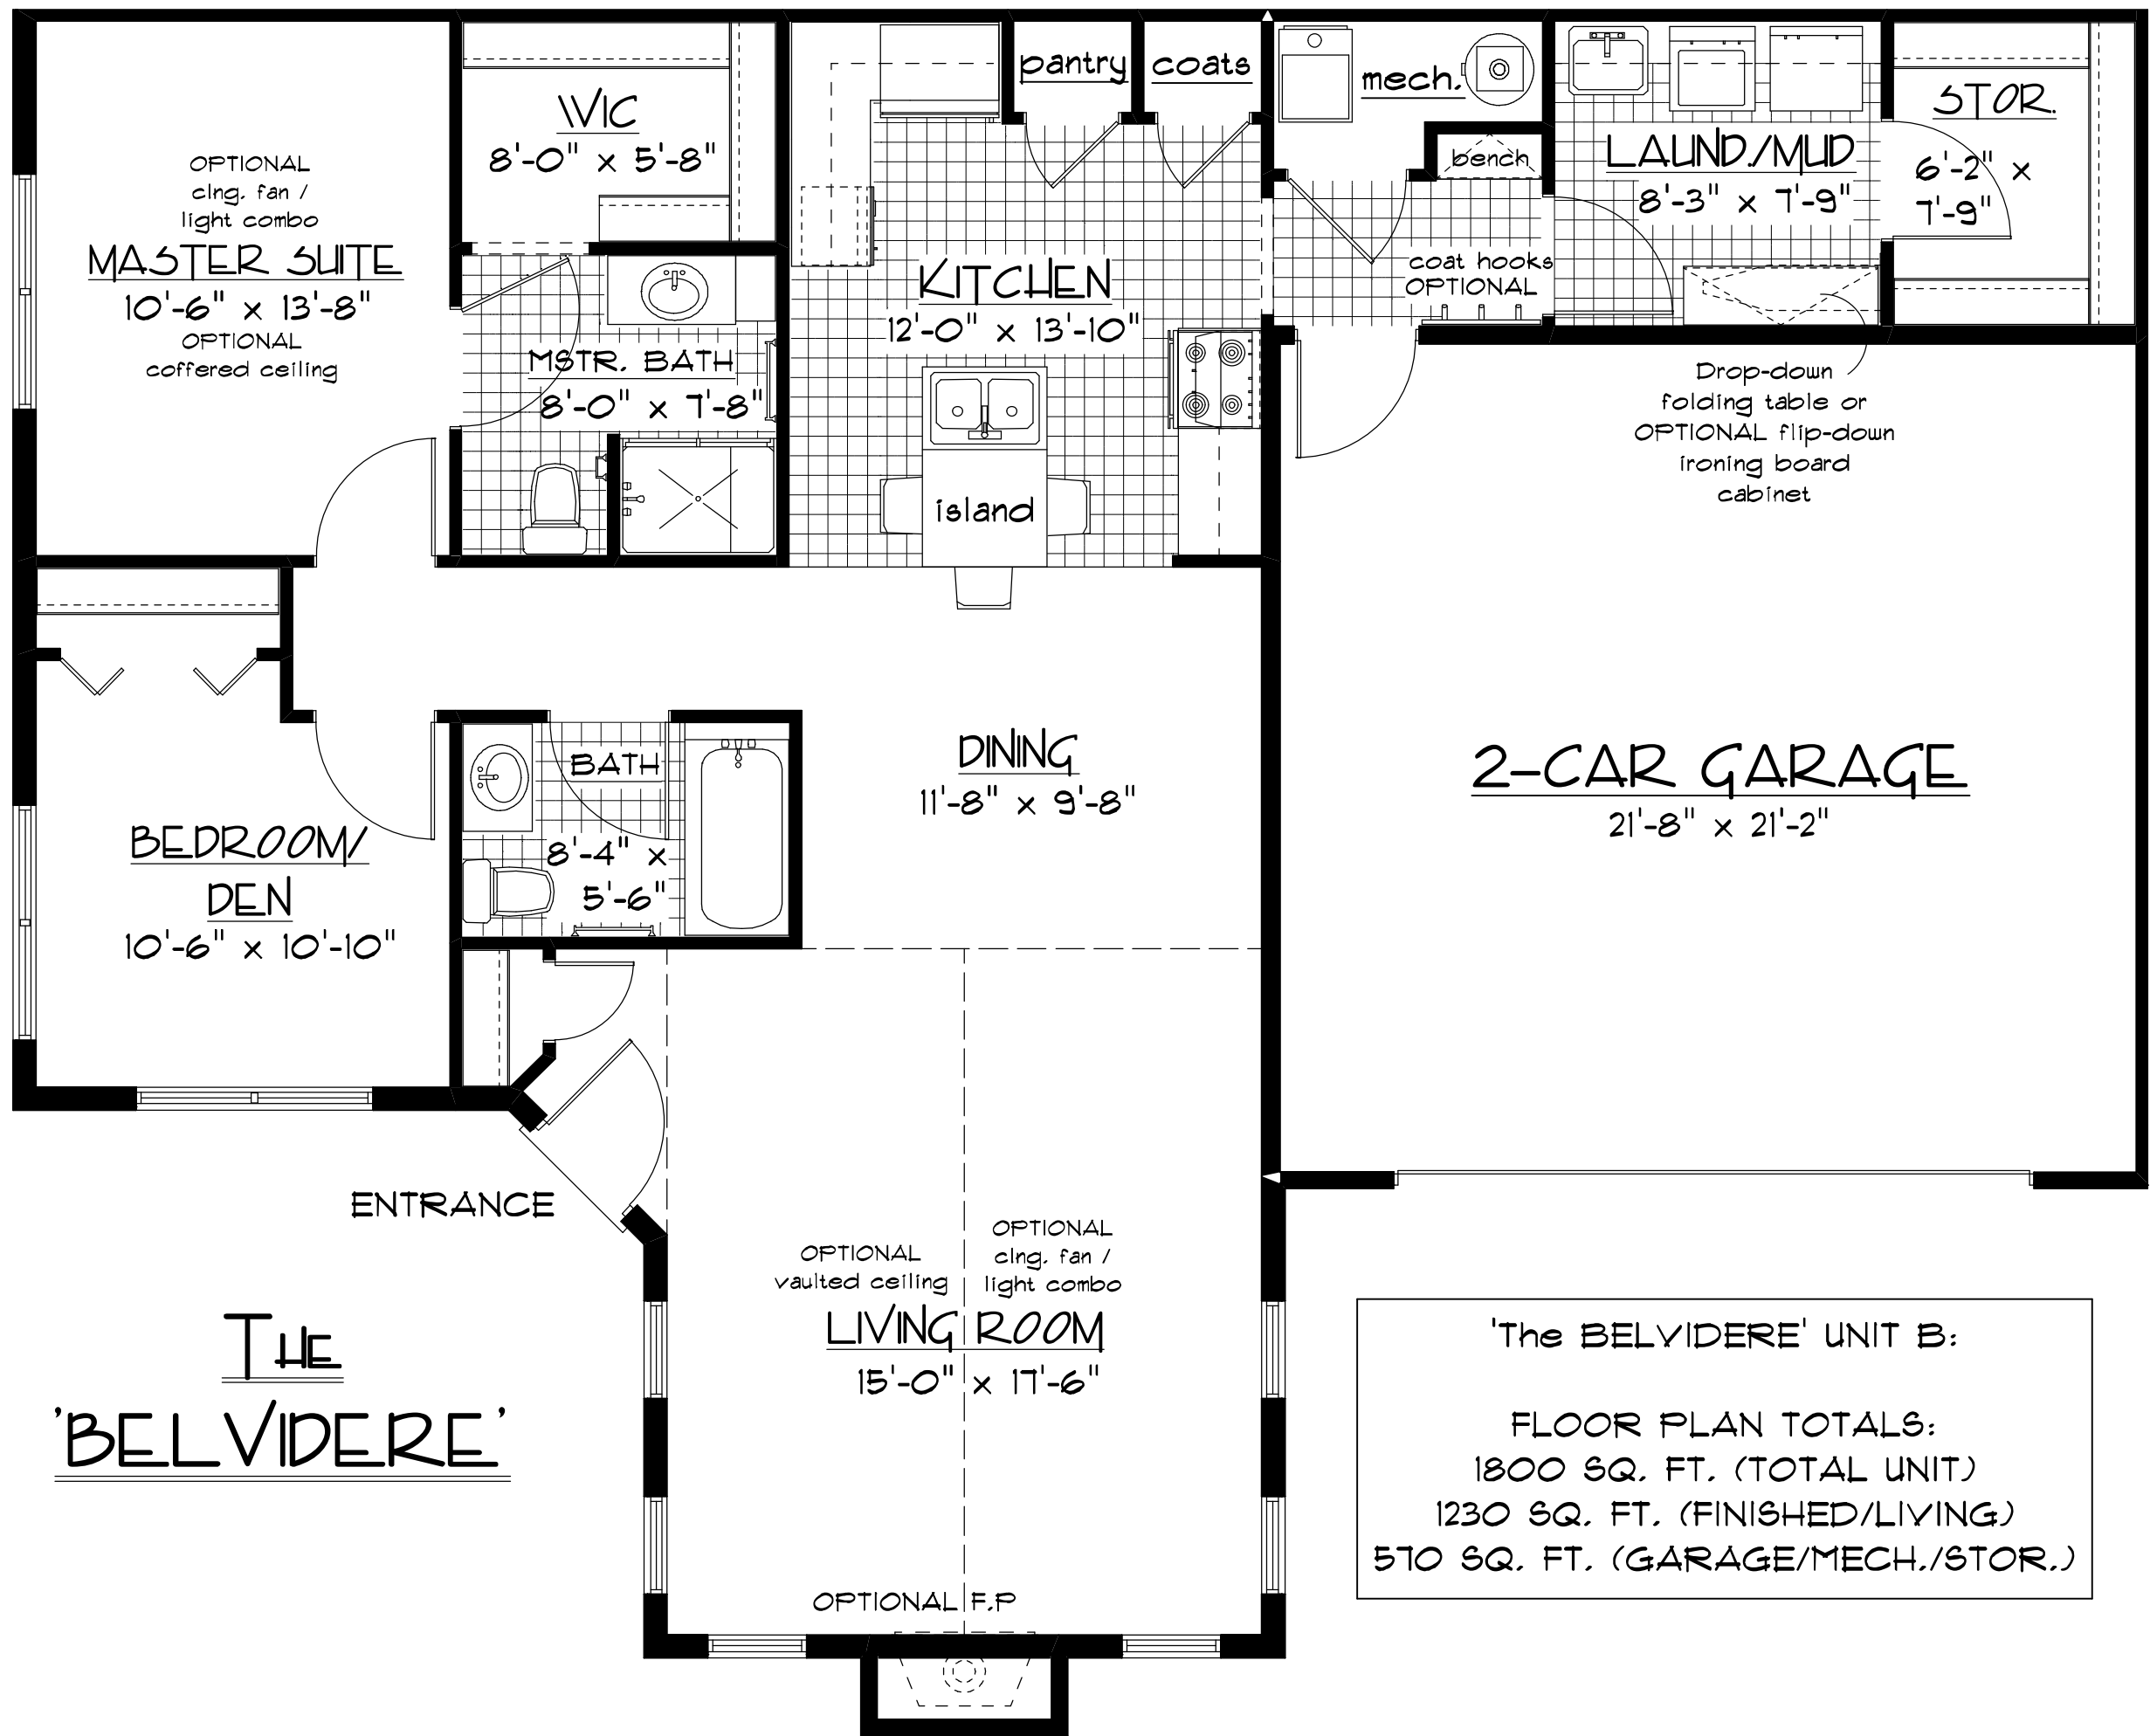 pantry
coats
mech.
bench
WIC
8'-0" x 5'-8"
STOR.
6'-2" x
7'-9"
LAUND./MUD
8'-3" x 7'-9"
OPTIONAL
clng. fan /
light combo
MASTER SUITE
10'-6" x 13'-8"
OPTIONAL
coffered ceiling
KITCHEN
12'-0" x 13'-10"
coat hooks
OPTIONAL
MSTR. BATH
8'-0" x 7'-8"
Drop-down
folding table or
OPTIONAL flip-down
ironing board
cabinet
island
BATH
8'-4" x
5'-6"
DINING
11'-8" x 9'-8"
2-CAR GARAGE
21'-8" x 21'-2"
BEDROOM/
DEN
10'-6" x 10'-10"
ENTRANCE
OPTIONAL
vaulted ceiling
OPTIONAL
clng. fan /
light combo
LIVING ROOM
15'-0" x 17'-6"
OPTIONAL F.P
THE
'BELVIDERE'
'The BELVIDERE' UNIT B:
FLOOR PLAN TOTALS:
1800 SQ. FT. (TOTAL UNIT)
1230 SQ. FT. (FINISHED/LIVING)
570 SQ. FT. (GARAGE/MECH./STOR.)